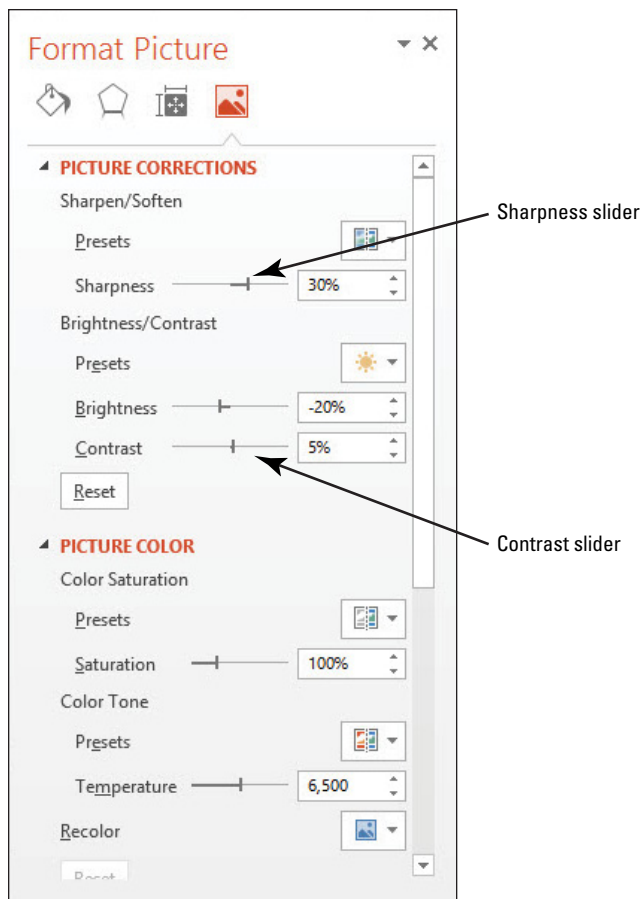 Format Picture
PICTURE CORRECTIONS
Sharpen/Soften
Presets
Sharpness 30%
Brightness/Contrast
Presets
Brightness -20%
Contrast 5%
Reset
PICTURE COLOR
Color Saturation
Presets
Saturation 100%
Color Tone
Presets
Temperature 6,500
Recolor
Reset
Sharpness slider
Contrast slider